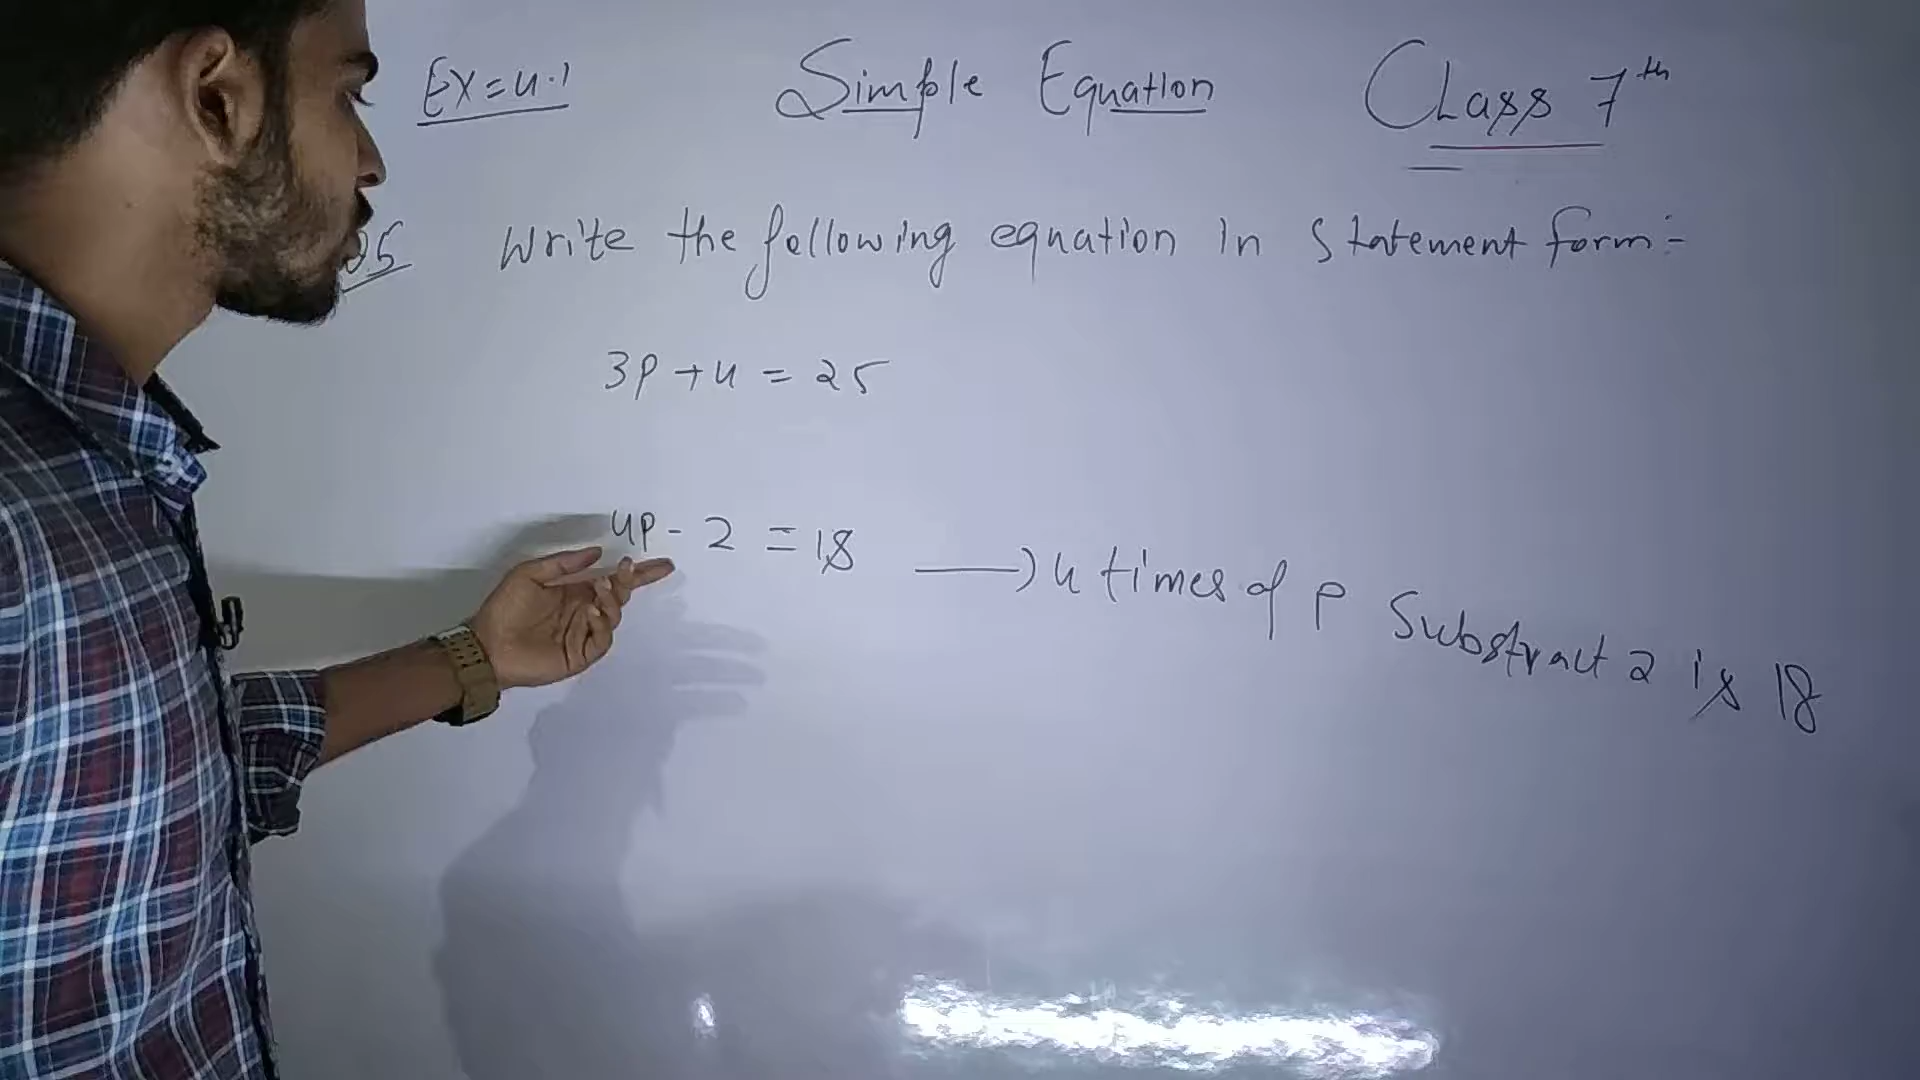 Ex = 4.1 Simple Equation Class 7th
Write the following equation in Statement form:-
3p + 4 = 25
4p - 2 = 18 → 4 times of P Substract 2 is 18